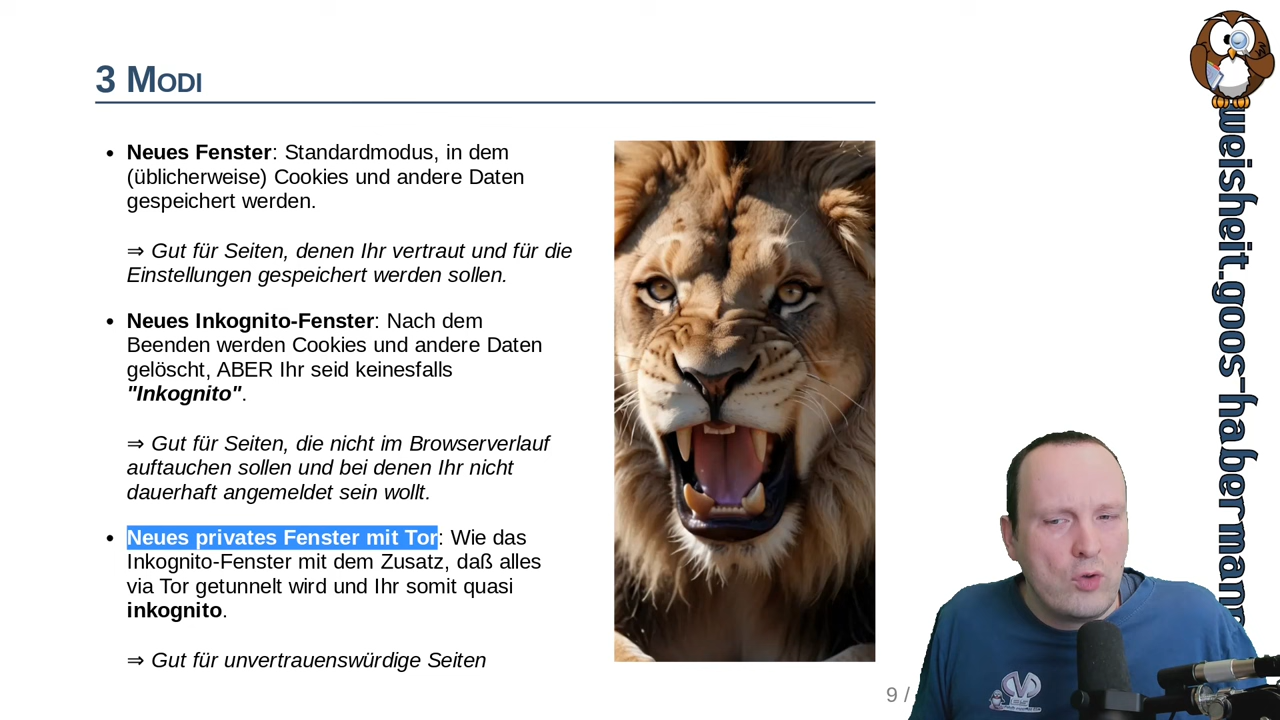 3 Modi
• Neues Fenster: Standardmodus, in dem
(üblicherweise) Cookies und andere Daten
gespeichert werden.
⇒ Gut für Seiten, denen Ihr vertraut und für die
Einstellungen gespeichert werden sollen.
• Neues Inkognito-Fenster: Nach dem
Beenden werden Cookies und andere Daten
gelöscht, ABER Ihr seid keinesfalls
"Inkognito".
⇒ Gut für Seiten, die nicht im Browserverlauf
auftauchen sollen und bei denen Ihr nicht
dauerhaft angemeldet sein wollt.
• Neues privates Fenster mit Tor: Wie das
Inkognito-Fenster mit dem Zusatz, daß alles
via Tor getunnelt wird und Ihr somit quasi
inkognito.
⇒ Gut für unvertrauenswürdige Seiten
9 /
weisheit.goos-habermann